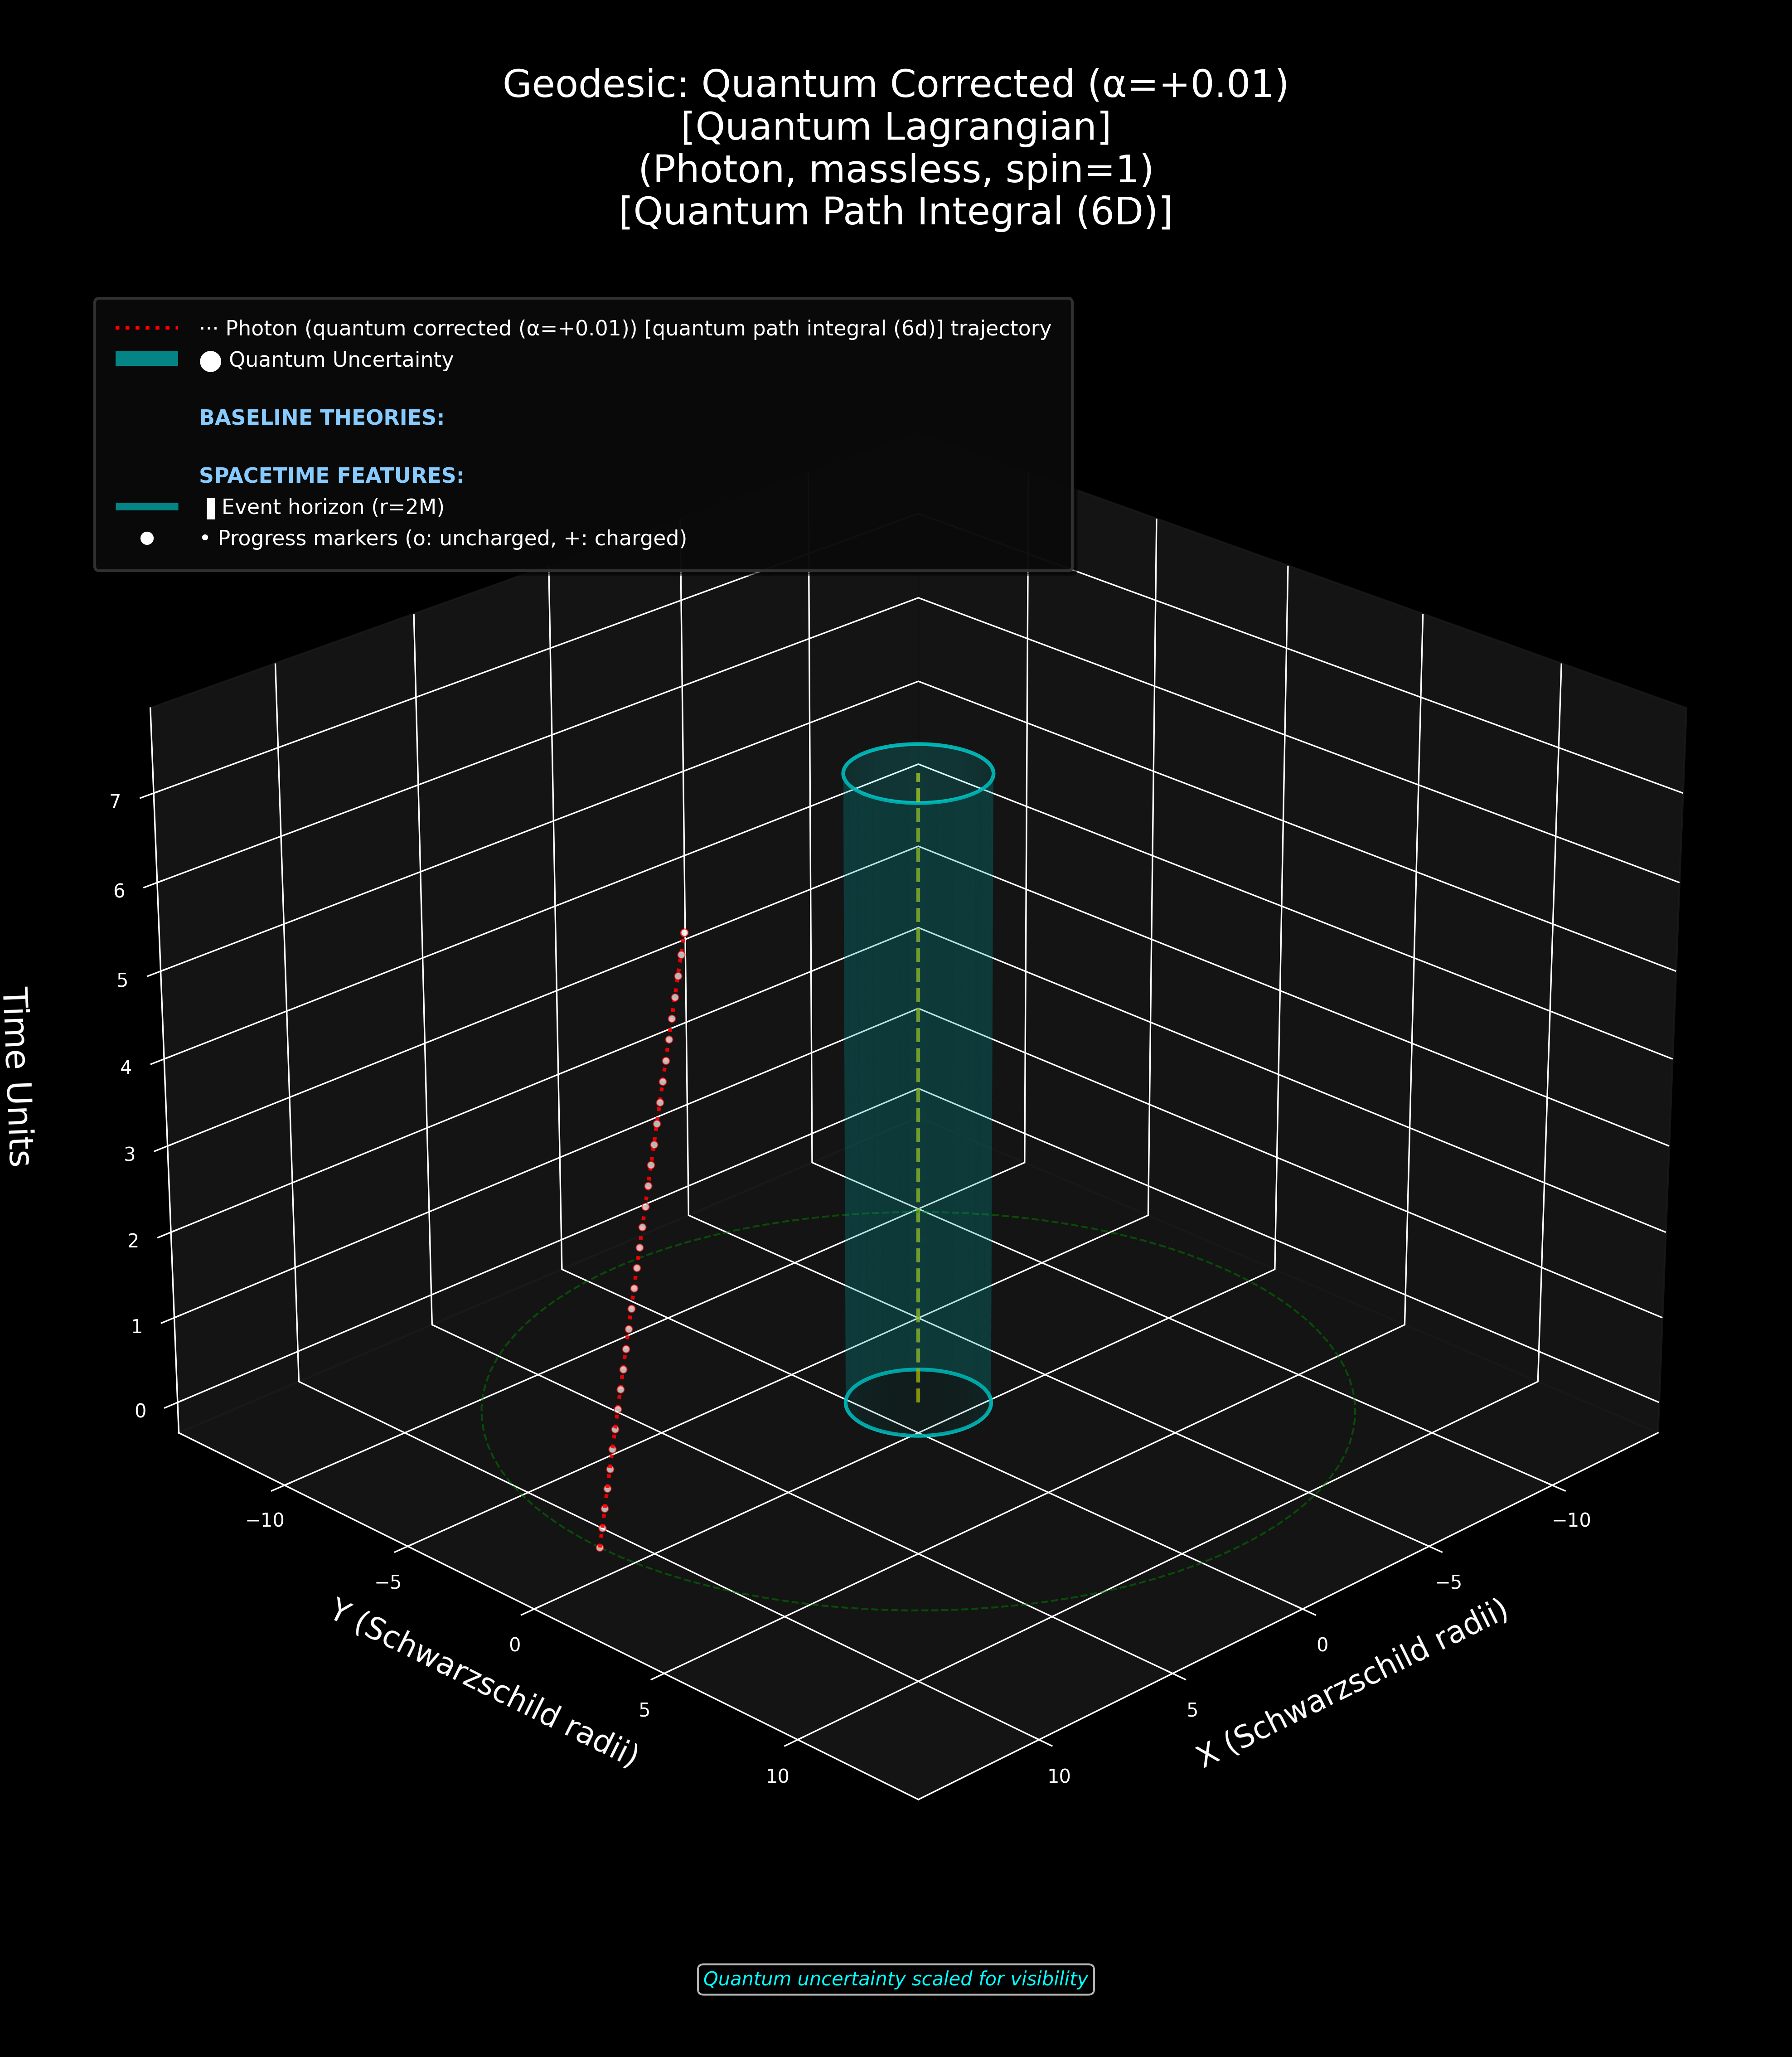 Geodesic: Quantum Corrected (α=+0.01)
[Quantum Lagrangian]
(Photon, massless, spin=1)
[Quantum Path Integral (6D)]
··· Photon (quantum corrected (α=+0.01)) [quantum path integral (6d)] trajectory
● Quantum Uncertainty
BASELINE THEORIES:
SPACETIME FEATURES:
▐ Event horizon (r=2M)
• Progress markers (o: uncharged, +: charged)
7
6
5
4
3
2
1
0
Time Units
−10
−5
0
5
10
Y (Schwarzschild radii)
−10
−5
0
5
10
X (Schwarzschild radii)
Quantum uncertainty scaled for visibility